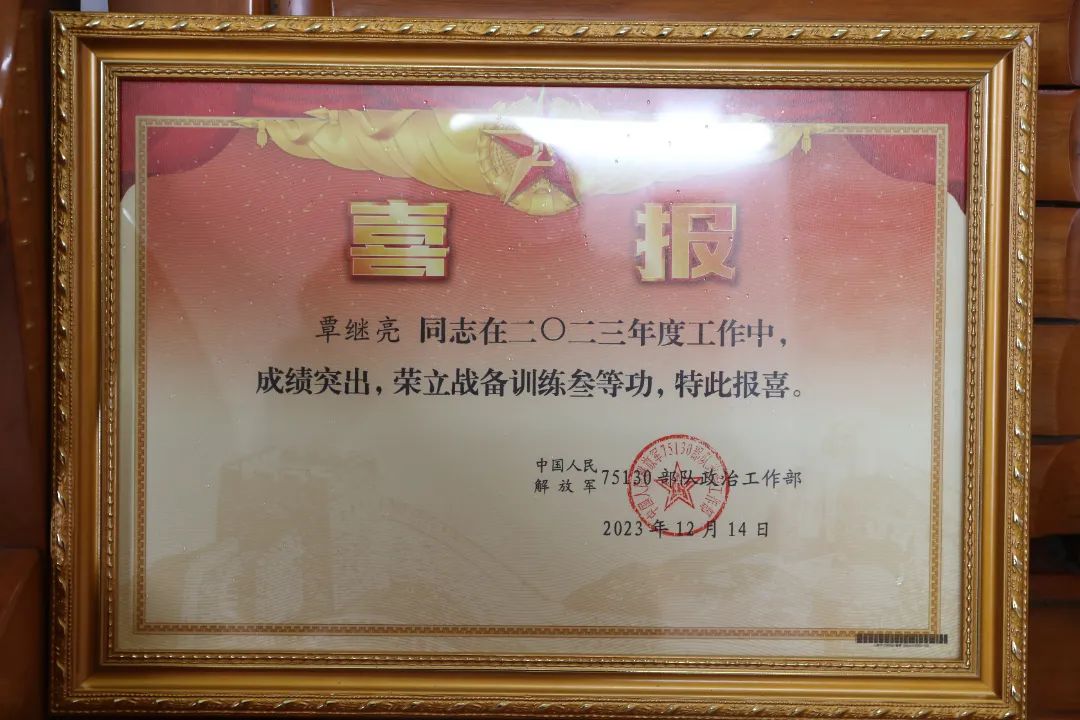 喜报
覃继亮 同志在二〇二三年度工作中，
成绩突出，荣立战备训练叁等功，特此报喜。
中国人民
解放军 75130 部队政治工作部
2023 年 12 月 14 日